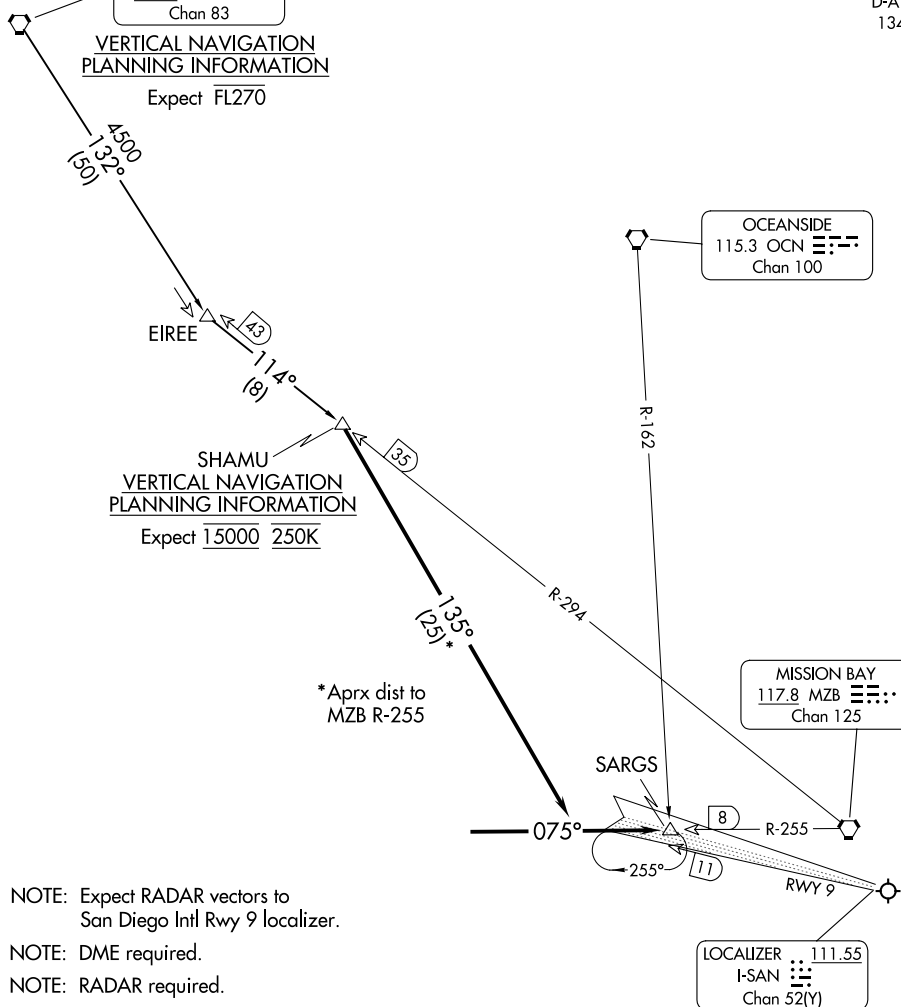 Chan 83
D-A
134
VERTICAL NAVIGATION
PLANNING INFORMATION
Expect FL270
4500
132°
(50)
OCEANSIDE
115.3 OCN
Chan 100
EIREE
43
114°
(8)
SHAMU
35
VERTICAL NAVIGATION
PLANNING INFORMATION
Expect 15000 250K
R-162
R-294
135°
(25)*
*Aprx dist to
MZB R-255
MISSION BAY
117.8 MZB
Chan 125
SARGS
075°
8
R-255
255°
11
RWY 9
NOTE: Expect RADAR vectors to
San Diego Intl Rwy 9 localizer.
NOTE: DME required.
NOTE: RADAR required.
LOCALIZER 111.55
I-SAN
Chan 52(Y)